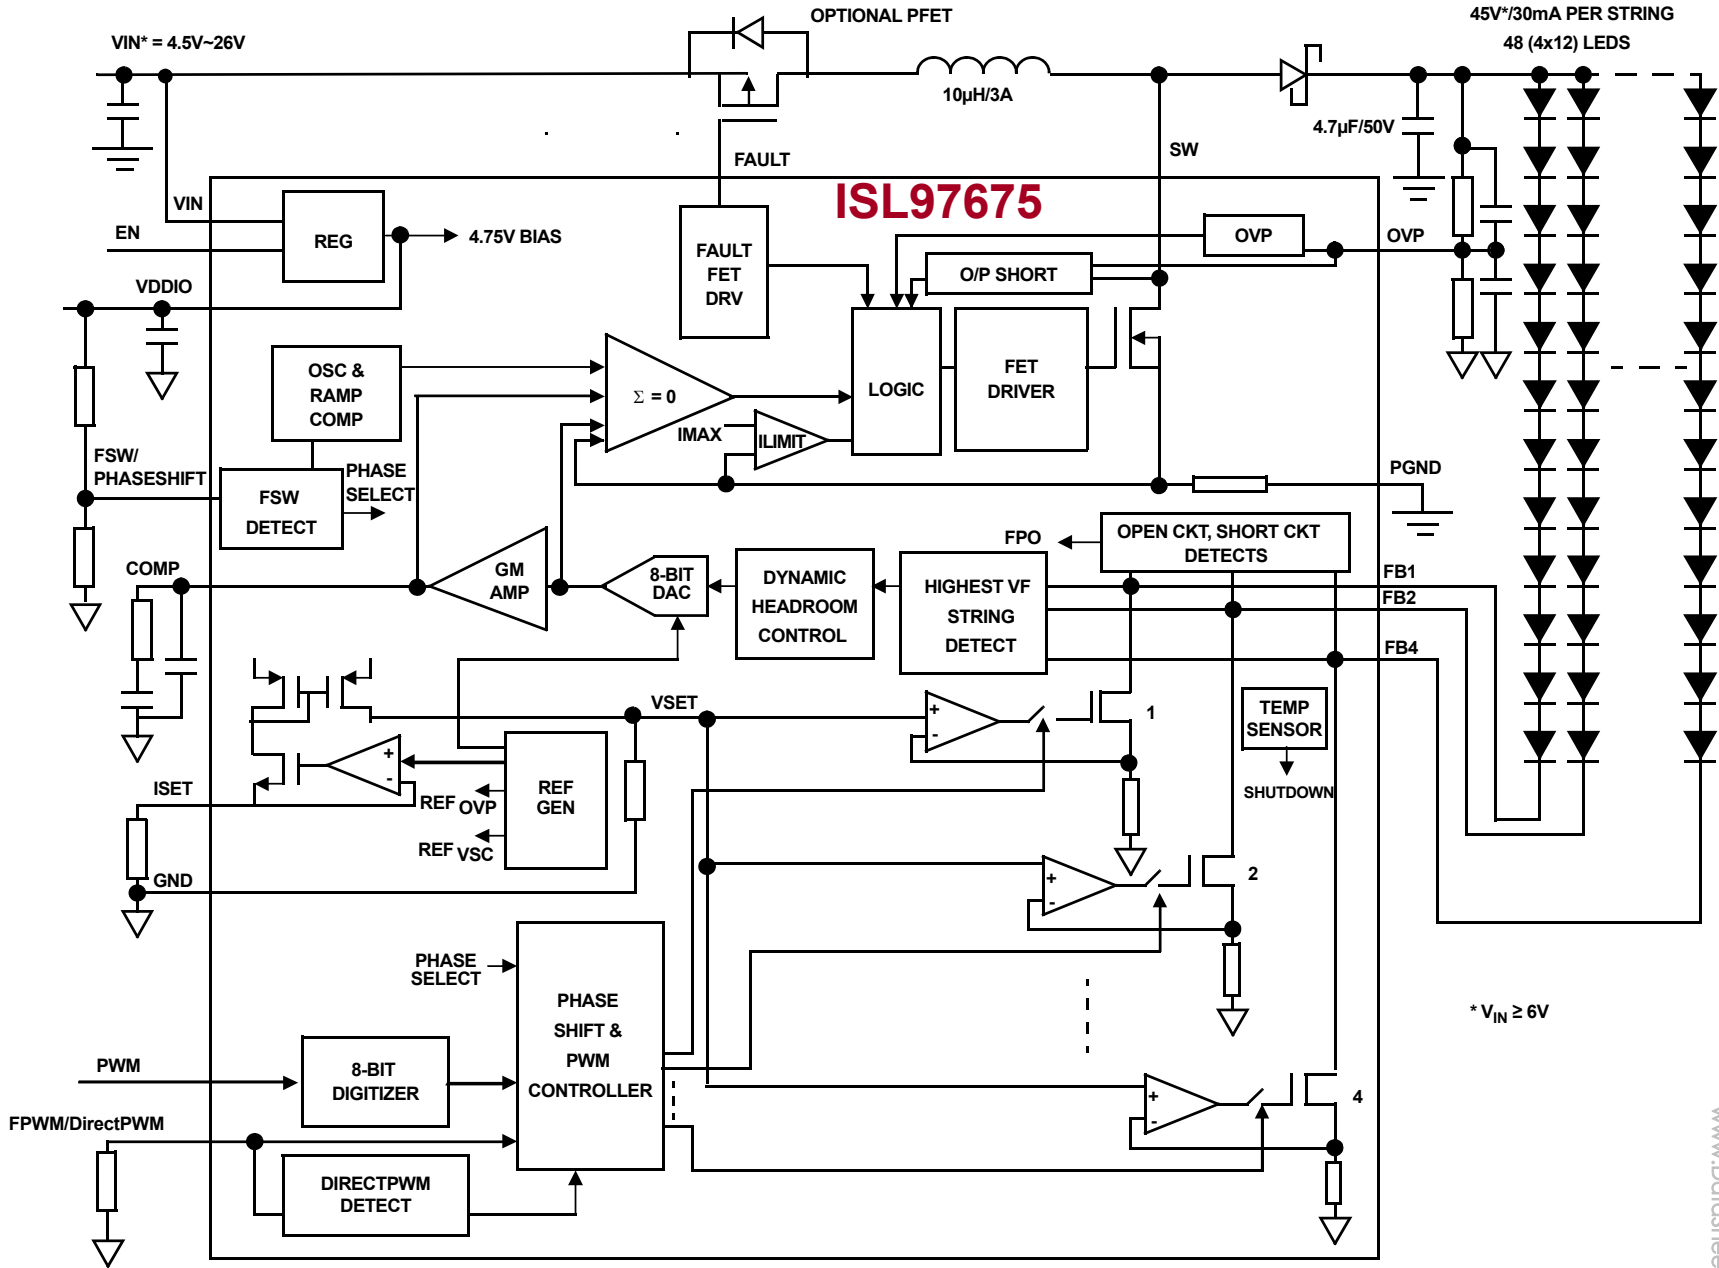 OPTIONAL PFET
45V*/30mA PER STRING
48 (4x12) LEDS
VIN* = 4.5V~26V
10µH/3A
4.7µF/50V
FAULT
SW
ISL97675
VIN
EN
REG
4.75V BIAS
FAULT
FET
DRV
OVP
OVP
O/P SHORT
VDDIO
OSC &
RAMP
COMP
Σ = 0
LOGIC
FET
DRIVER
IMAX
ILIMIT
FSW/
PHASESHIFT
FSW
DETECT
PHASE
SELECT
PGND
FPO
OPEN CKT, SHORT CKT
DETECTS
COMP
GM
AMP
8-BIT
DAC
DYNAMIC
HEADROOM
CONTROL
HIGHEST VF
STRING
DETECT
FB1
FB2
FB4
VSET
+
-
1
TEMP
SENSOR
SHUTDOWN
+
-
ISET
REF OVP
REF VSC
REF
GEN
GND
+
-
2
PHASE
SELECT
PHASE
SHIFT &
PWM
CONTROLLER
* VIN ≥ 6V
PWM
8-BIT
DIGITIZER
+
-
4
FPWM/DirectPWM
DIRECTPWM
DETECT